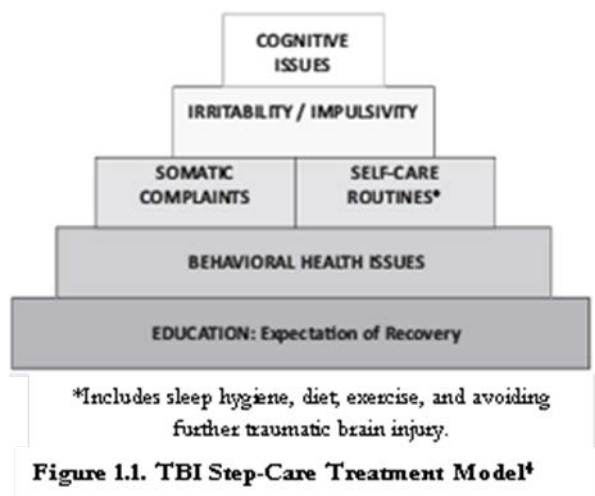 COGNITIVE
ISSUES
IRRITABILITY / IMPULSIVITY
SOMATIC
COMPLAINTS
SELF-CARE
ROUTINES*
BEHAVIORAL HEALTH ISSUES
EDUCATION: Expectation of Recovery
*Includes sleep hygiene, diet, exercise, and avoiding
further traumatic brain injury.
Figure 1.1. TBI Step-Care Treatment Model⁴